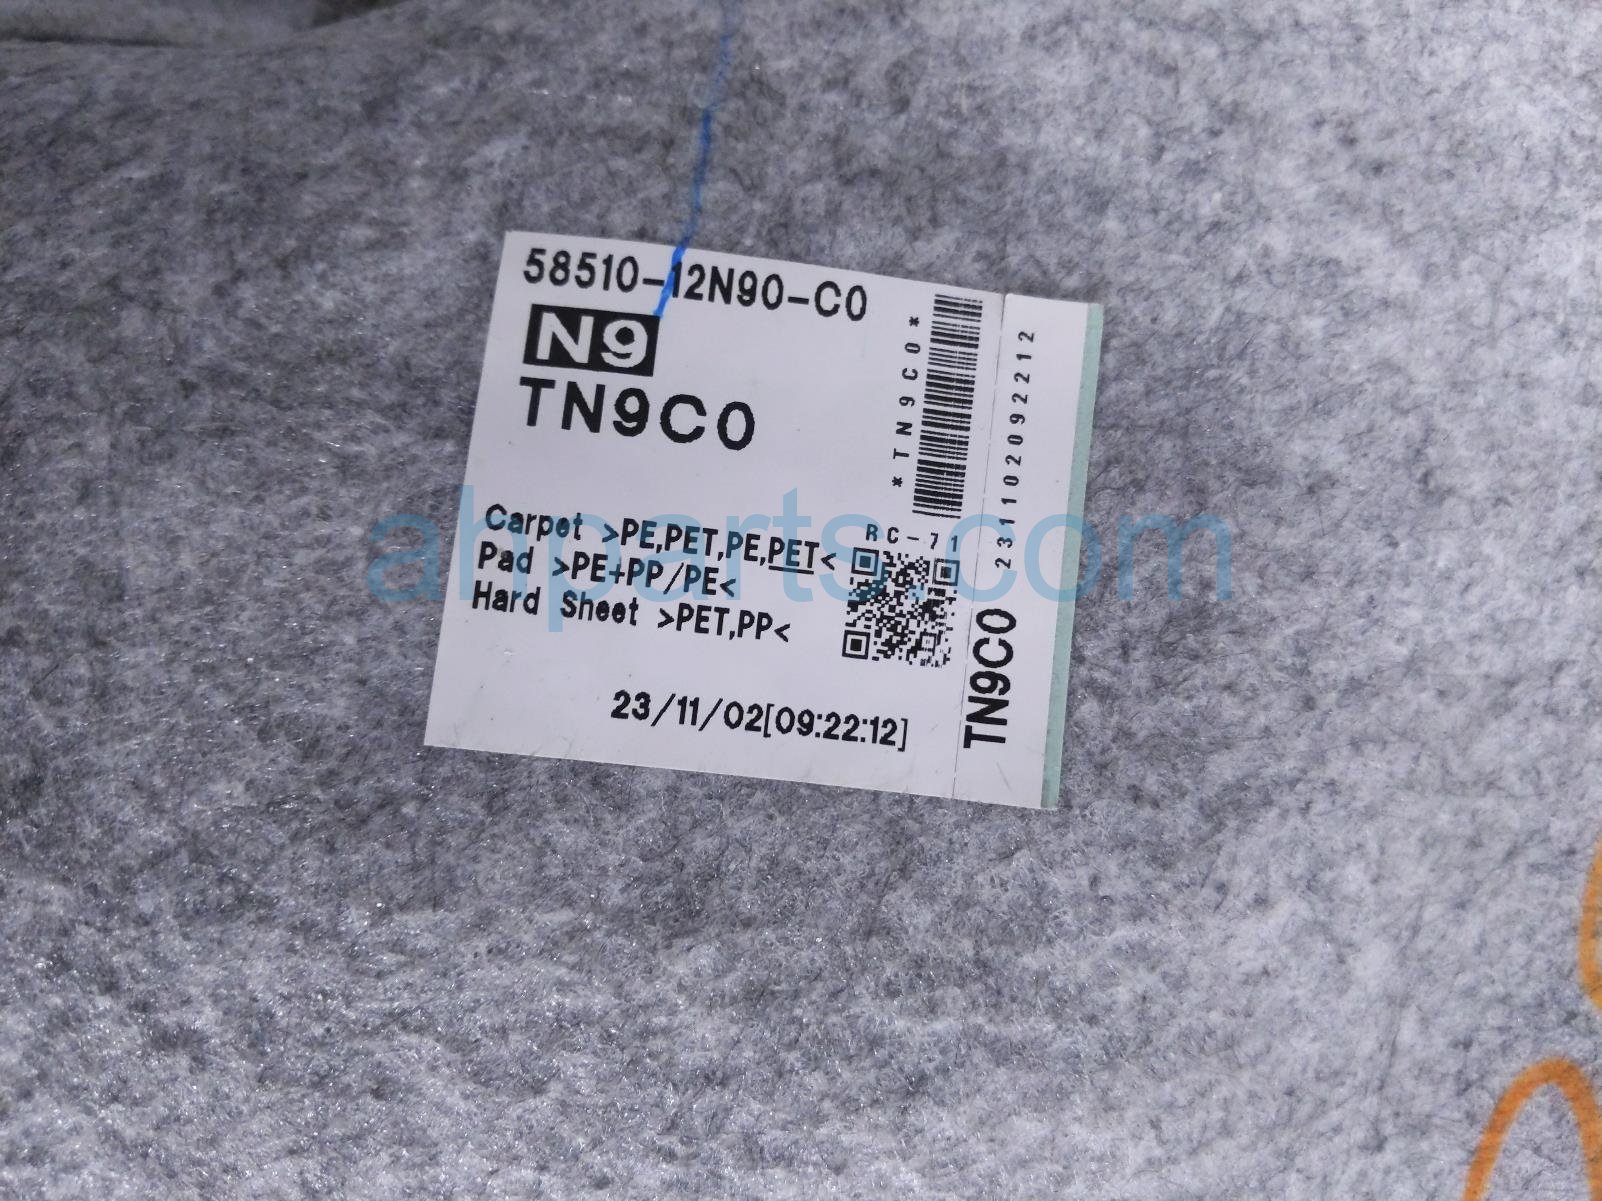 58510-12N90-C0
N9
TN9C0
Carpet >PE,PET,PE,PET<
Pad >PE+PP/PE<
Hard Sheet >PET,PP<
23/11/02[09:22:12]
*TN9C0*
RC-71
231102092212
TN9C0
ahparts.com